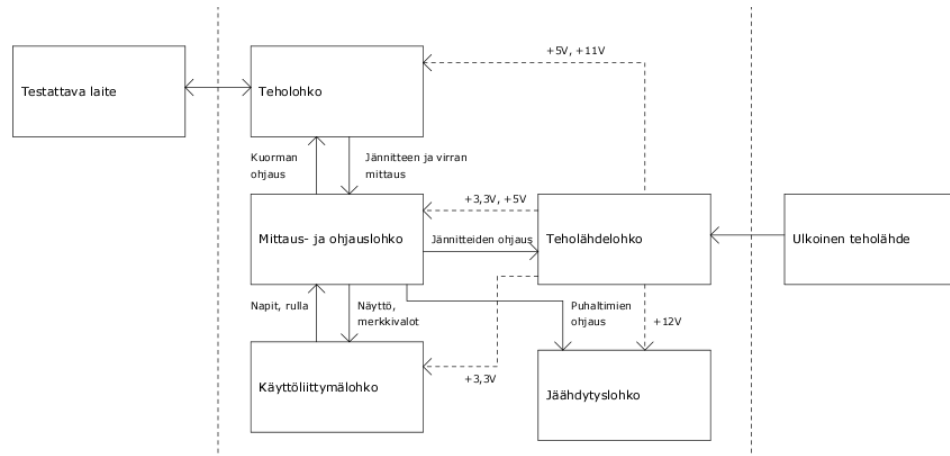 +5V, +11V
Testattava laite
Teholohko
Kuorman
ohjaus
Jännitteen ja virran
mittaus
+3,3V, +5V
Mittaus- ja ohjauslohko
Jännitteiden ohjaus
Teholähdelohko
Ulkoinen teholähde
Napit, rulla
Näyttö,
merkkivalot
Puhaltimien
ohjaus
+12V
+3,3V
Käyttöliittymälohko
Jäähdytyslohko